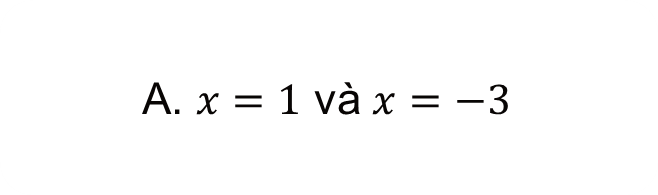 A. 𝑥 = 1 và 𝑥 = −3